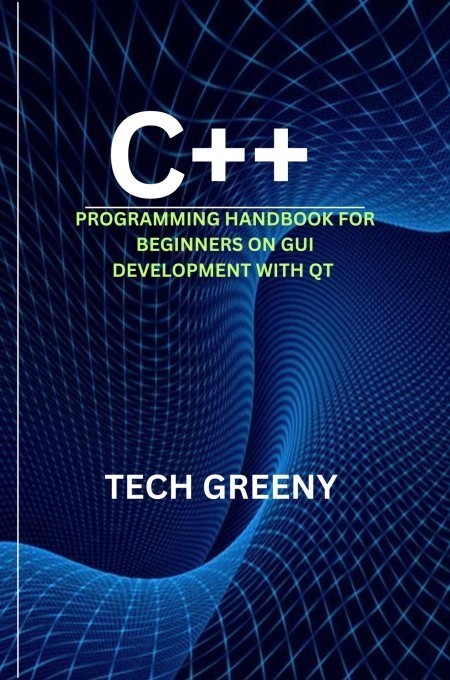 C++
PROGRAMMING HANDBOOK FOR
BEGINNERS ON GUI
DEVELOPMENT WITH QT
TECH GREENY